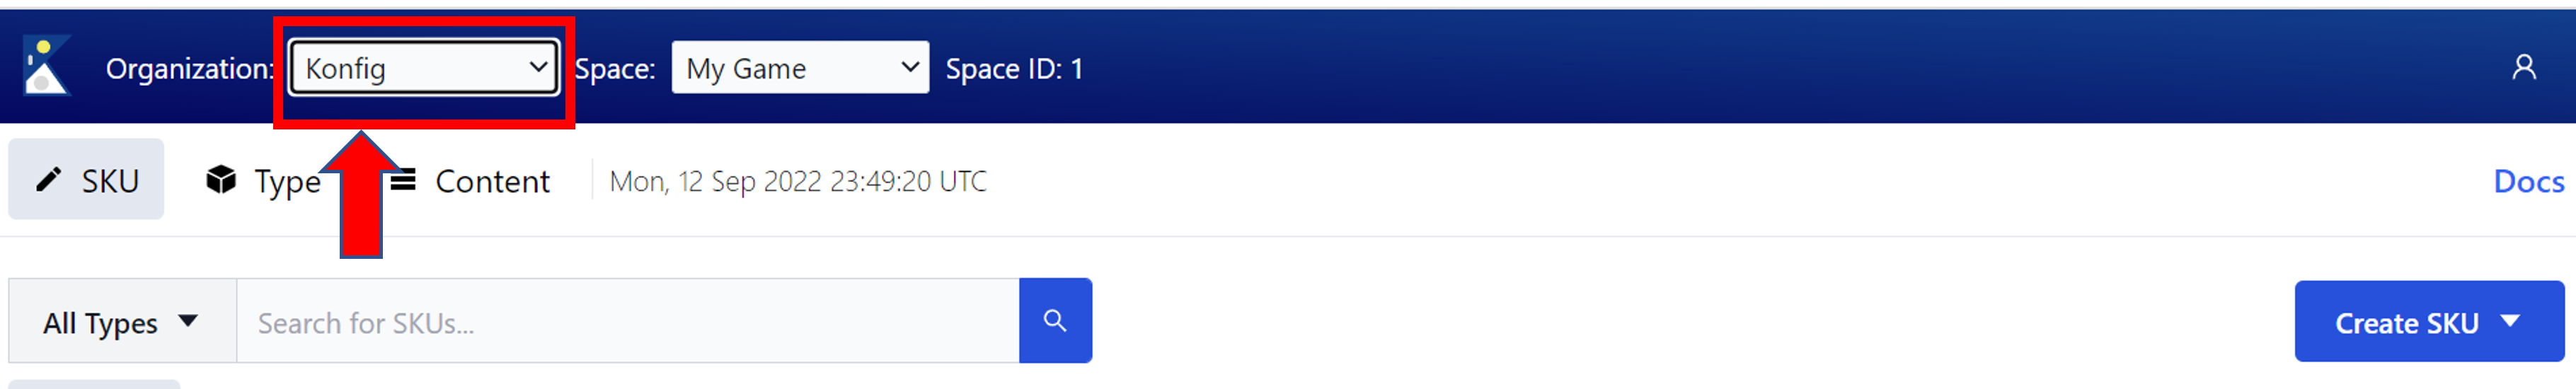 Organization: Konfig Space: My Game Space ID: 1
SKU Type Content Mon, 12 Sep 2022 23:49:20 UTC Docs
All Types Search for SKUs... Create SKU